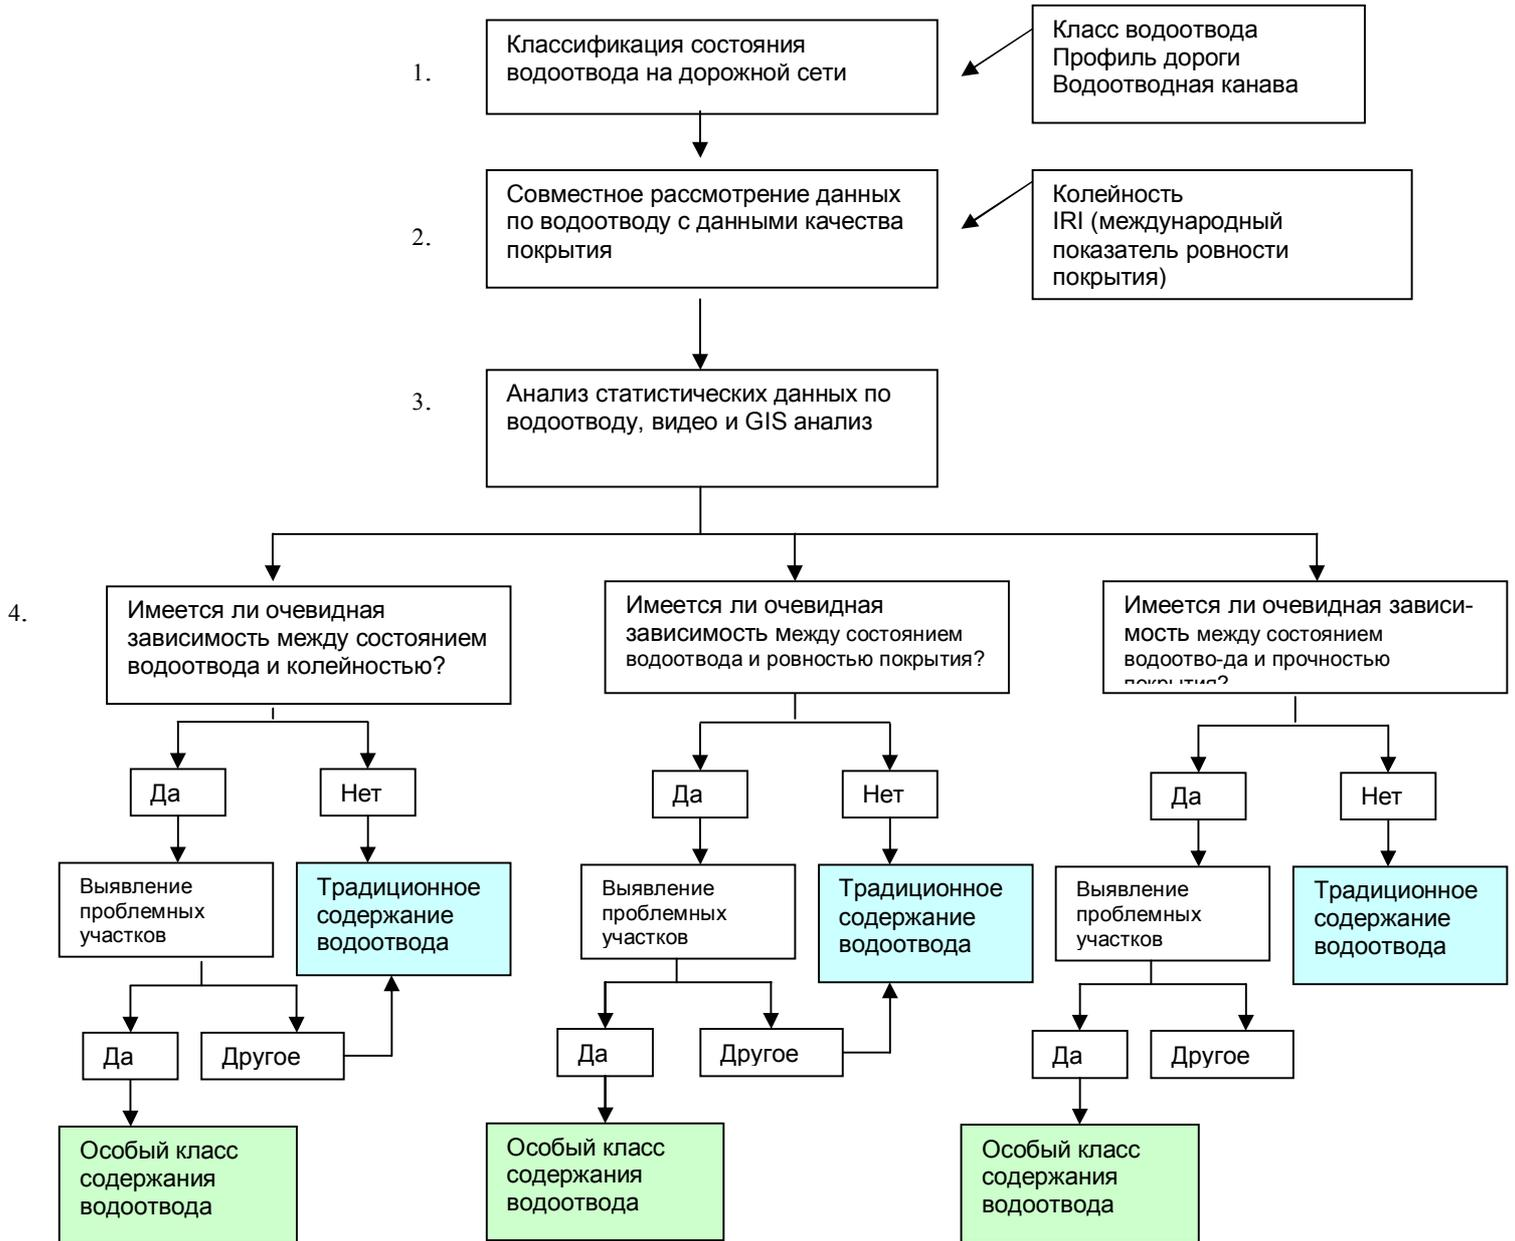 1.
Классификация состояния
водоотвода на дорожной сети
Класс водоотвода
Профиль дороги
Водоотводная канава
2.
Совместное рассмотрение данных
по водоотводу с данными качества
покрытия
Колейность
IRI (международный
показатель ровности
покрытия)
3.
Анализ статистических данных по
водоотводу, видео и GIS анализ
4.
Имеется ли очевидная
зависимость между состоянием
водоотвода и колейностью?
Имеется ли очевидная
зависимость между состоянием
водоотвода и ровностью покрытия?
Имеется ли очевидная зависи-
мость между состоянием
водоотво-да и прочностью
покрытия?
Да
Нет
Да
Нет
Да
Нет
Выявление
проблемных
участков
Традиционное
содержание
водоотвода
Выявление
проблемных
участков
Традиционное
содержание
водоотвода
Выявление
проблемных
участков
Традиционное
содержание
водоотвода
Да
Другое
Да
Другое
Да
Другое
Особый класс
содержания
водоотвода
Особый класс
содержания
водоотвода
Особый класс
содержания
водоотвода